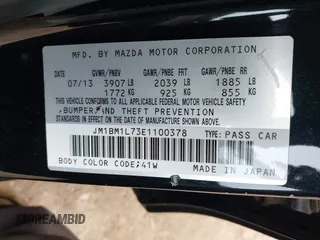 MFD. BY MAZDA MOTOR CORPORATION
GVWR/PNBV GAWR/PNBE FRT GAWR/PNBE RR
07/13 3907 LB 2039 LB 1885 LB
1772 KG 925 KG 855 KG
THIS VEHICLE CONFORMS TO ALL APPLICABLE FEDERAL MOTOR VEHICLE SAFETY
BUMPER AND THEFT PREVENTION
STANDARDS IN EFFECT ON THE DATE OF MANUFACTURE SHOWN ABOVE.
JM1BM1L73E1100378 TYPE: PASS CAR
BODY COLOR CODE: 41W MADE IN JAPAN
BIDMIND.COM